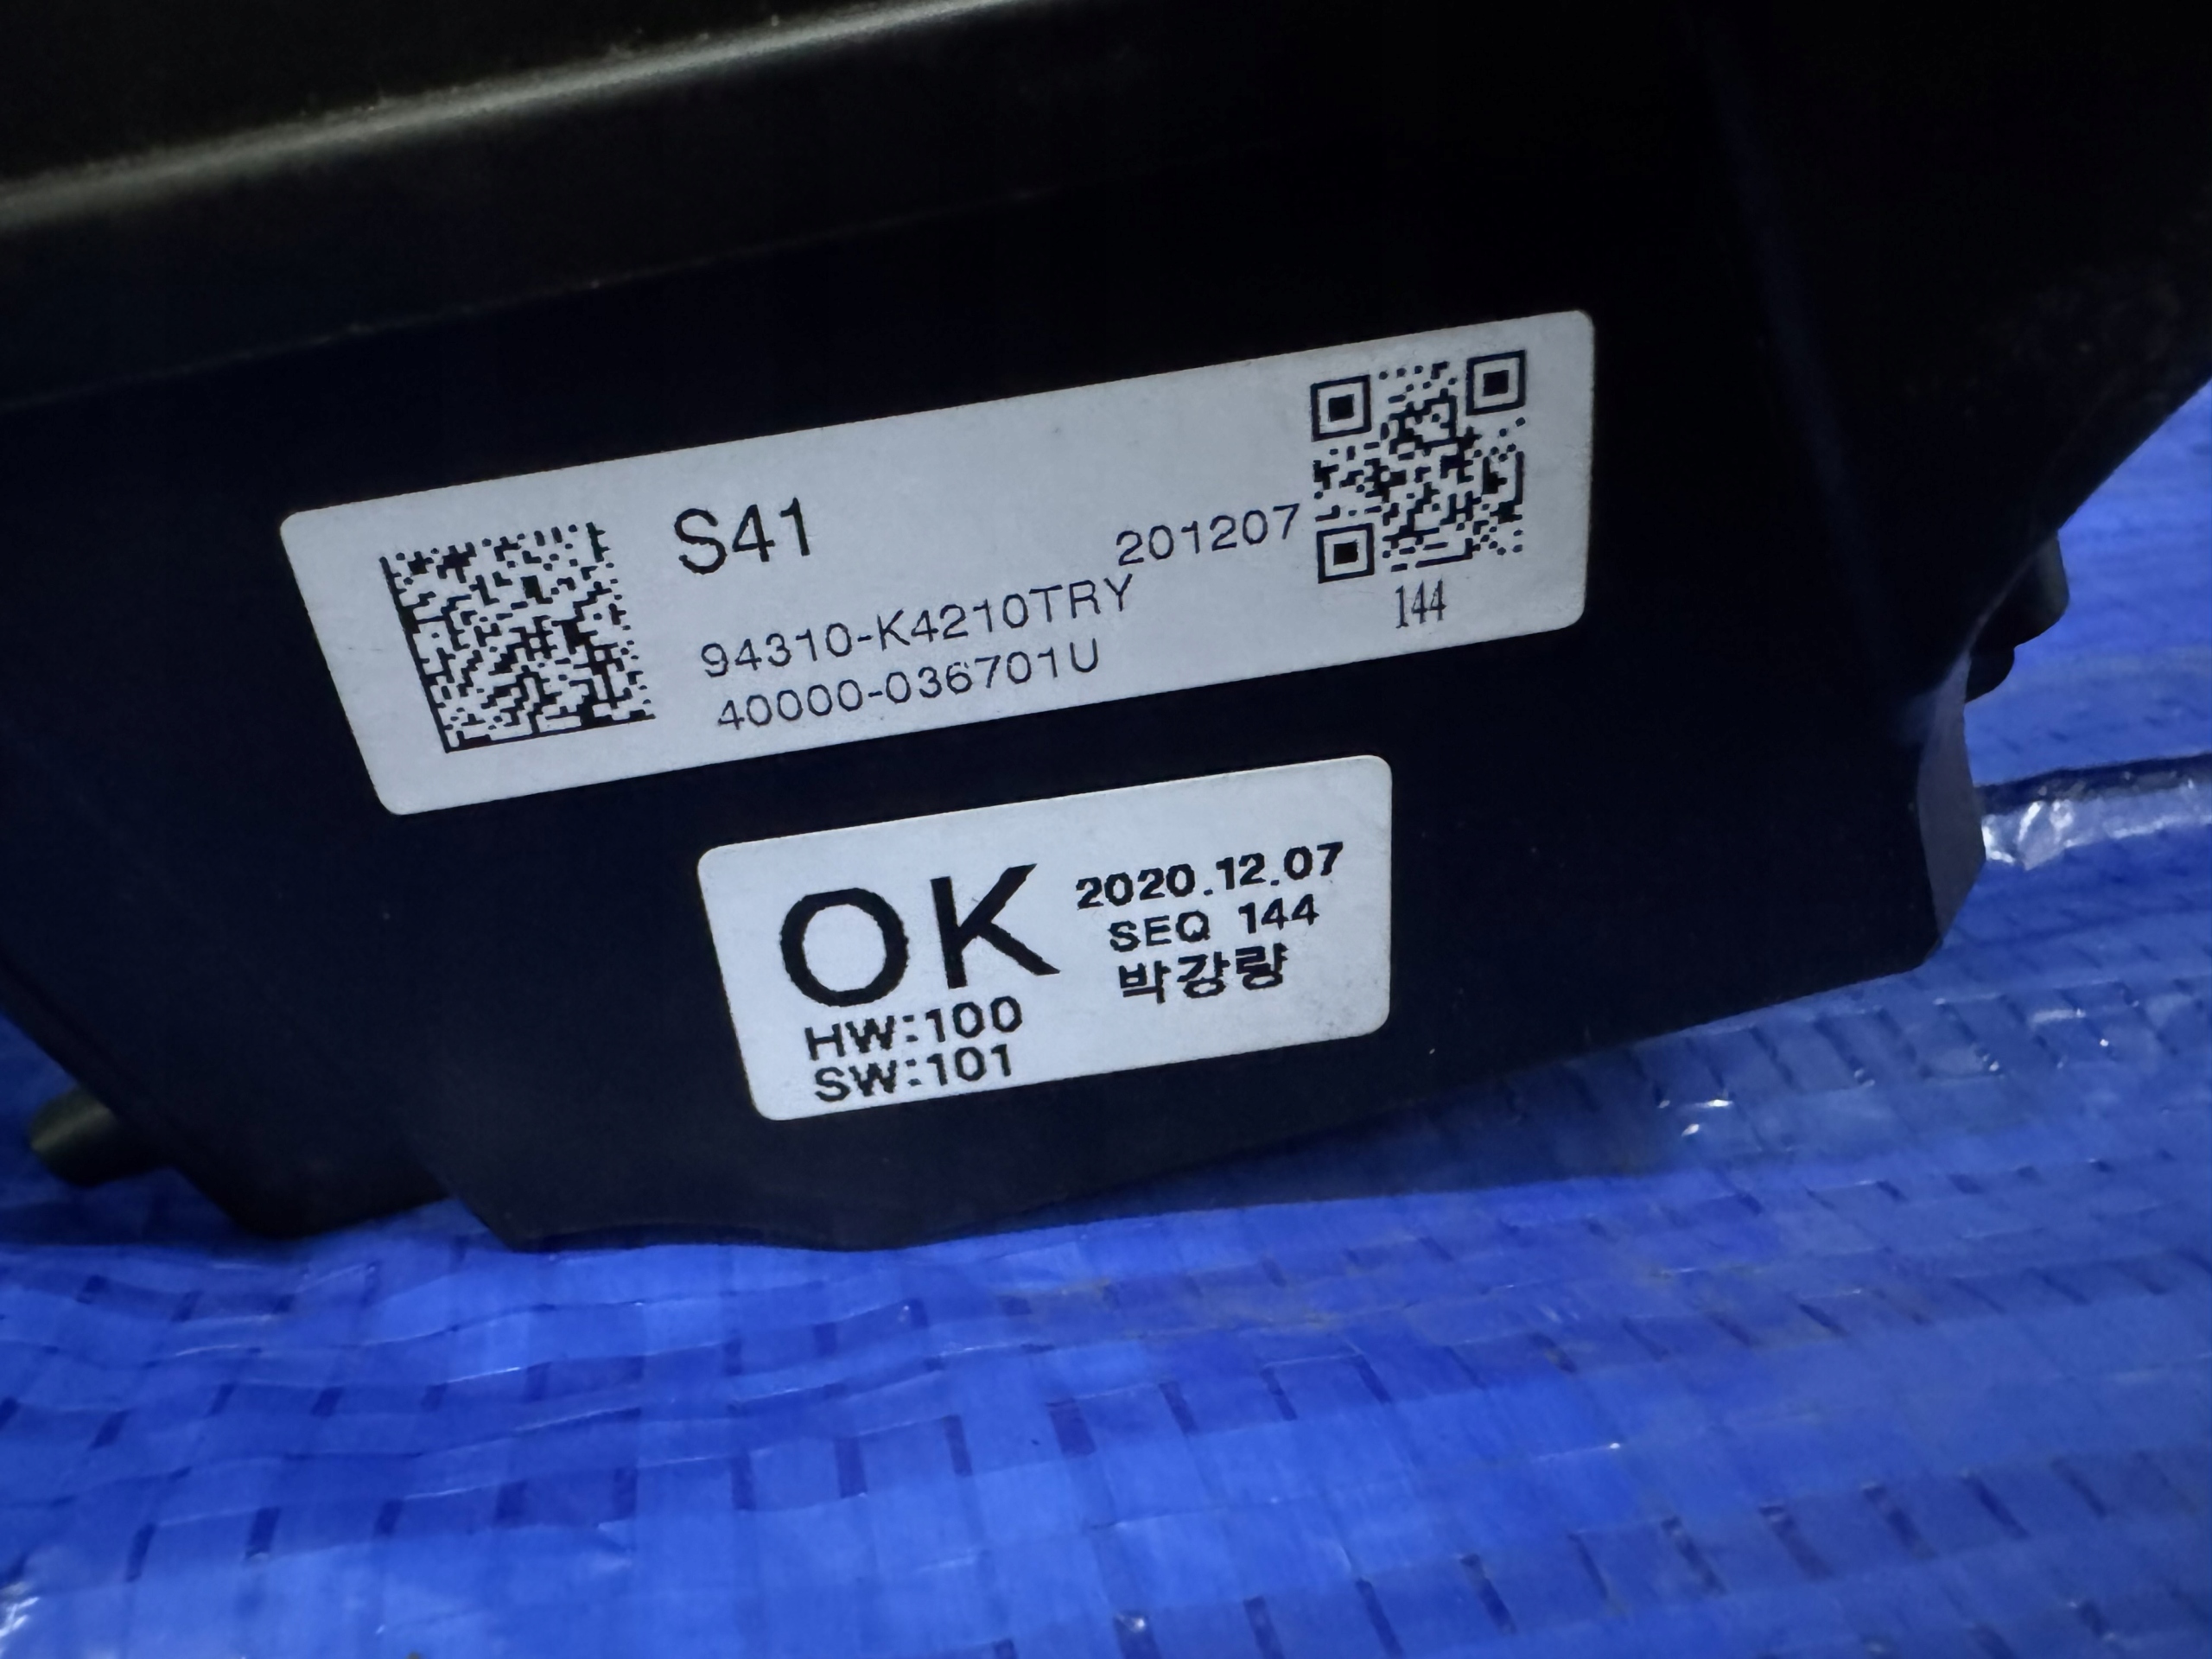 S41
201207
94310-K4210TRY
40000-036701U
144
OK
2020.12.07
SEQ 144
박강량
HW:100
SW:101